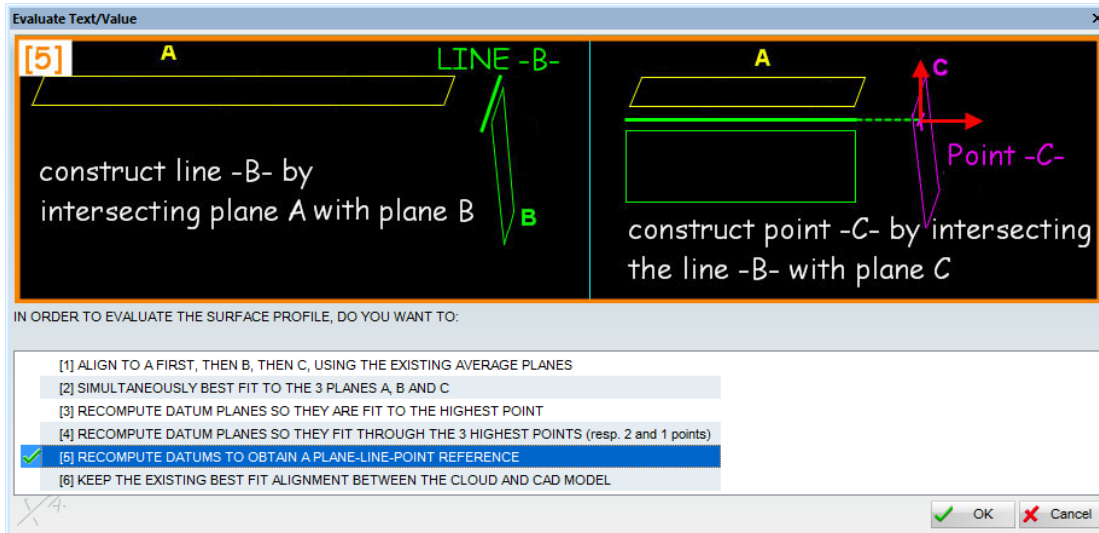 Evaluate Text/Value
[5]
A
LINE -B-
construct line -B- by
intersecting plane A with plane B
B
A
C
Point -C-
construct point -C- by intersecting
the line -B- with plane C
IN ORDER TO EVALUATE THE SURFACE PROFILE, DO YOU WANT TO:
[1] ALIGN TO A FIRST, THEN B, THEN C, USING THE EXISTING AVERAGE PLANES
[2] SIMULTANEOUSLY BEST FIT TO THE 3 PLANES A, B AND C
[3] RECOMPUTE DATUM PLANES SO THEY ARE FIT TO THE HIGHEST POINT
[4] RECOMPUTE DATUM PLANES SO THEY FIT THROUGH THE 3 HIGHEST POINTS (resp. 2 and 1 points)
[5] RECOMPUTE DATUMS TO OBTAIN A PLANE-LINE-POINT REFERENCE
[6] KEEP THE EXISTING BEST FIT ALIGNMENT BETWEEN THE CLOUD AND CAD MODEL
OK
Cancel